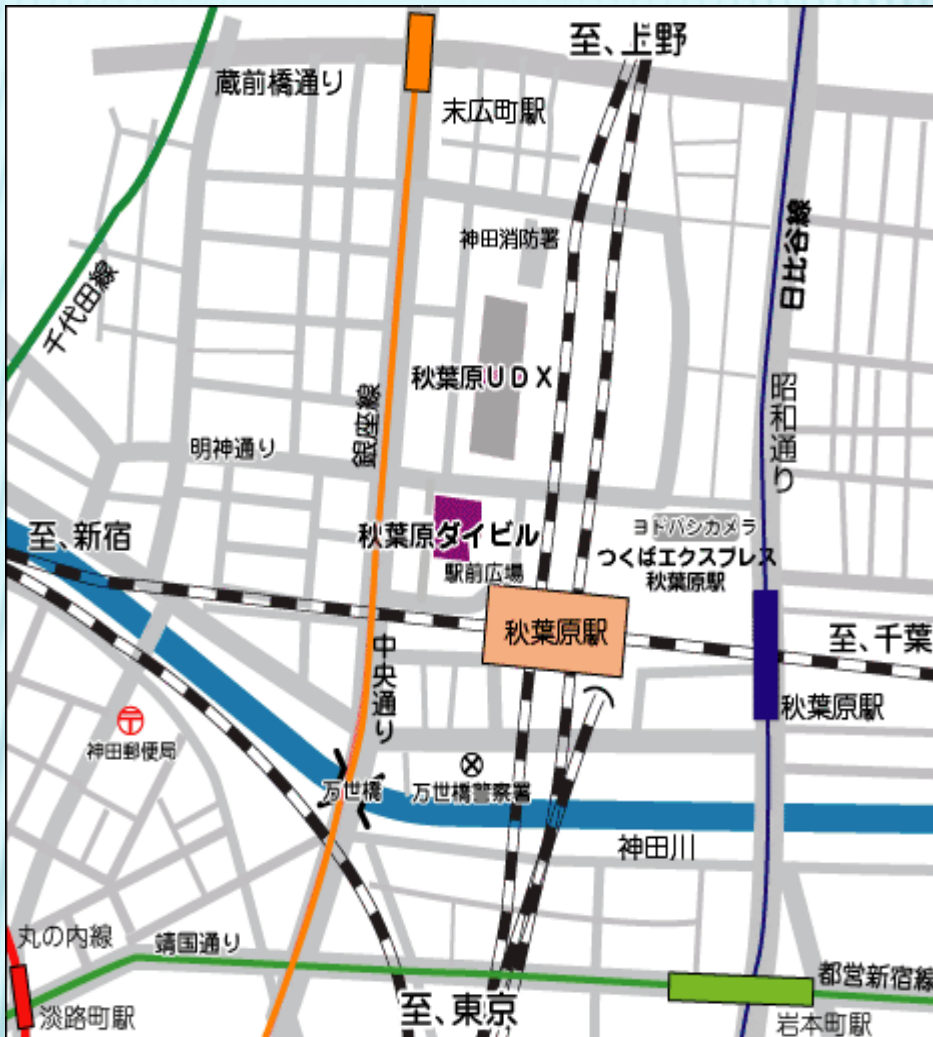 至、上野
蔵前橋通り
末広町駅
神田消防署
日比谷線
千代田線
秋葉原UDX
昭和通り
銀座線
明神通り
ヨドバシカメラ
至、新宿
秋葉原ダイビル
つくばエクスプレス
秋葉原駅
駅前広場
秋葉原駅
至、千葉
中央通り
秋葉原駅
神田郵便局
万世橋
万世橋警察署
神田川
丸の内線
靖国通り
都営新宿線
至、東京
淡路町駅
岩本町駅